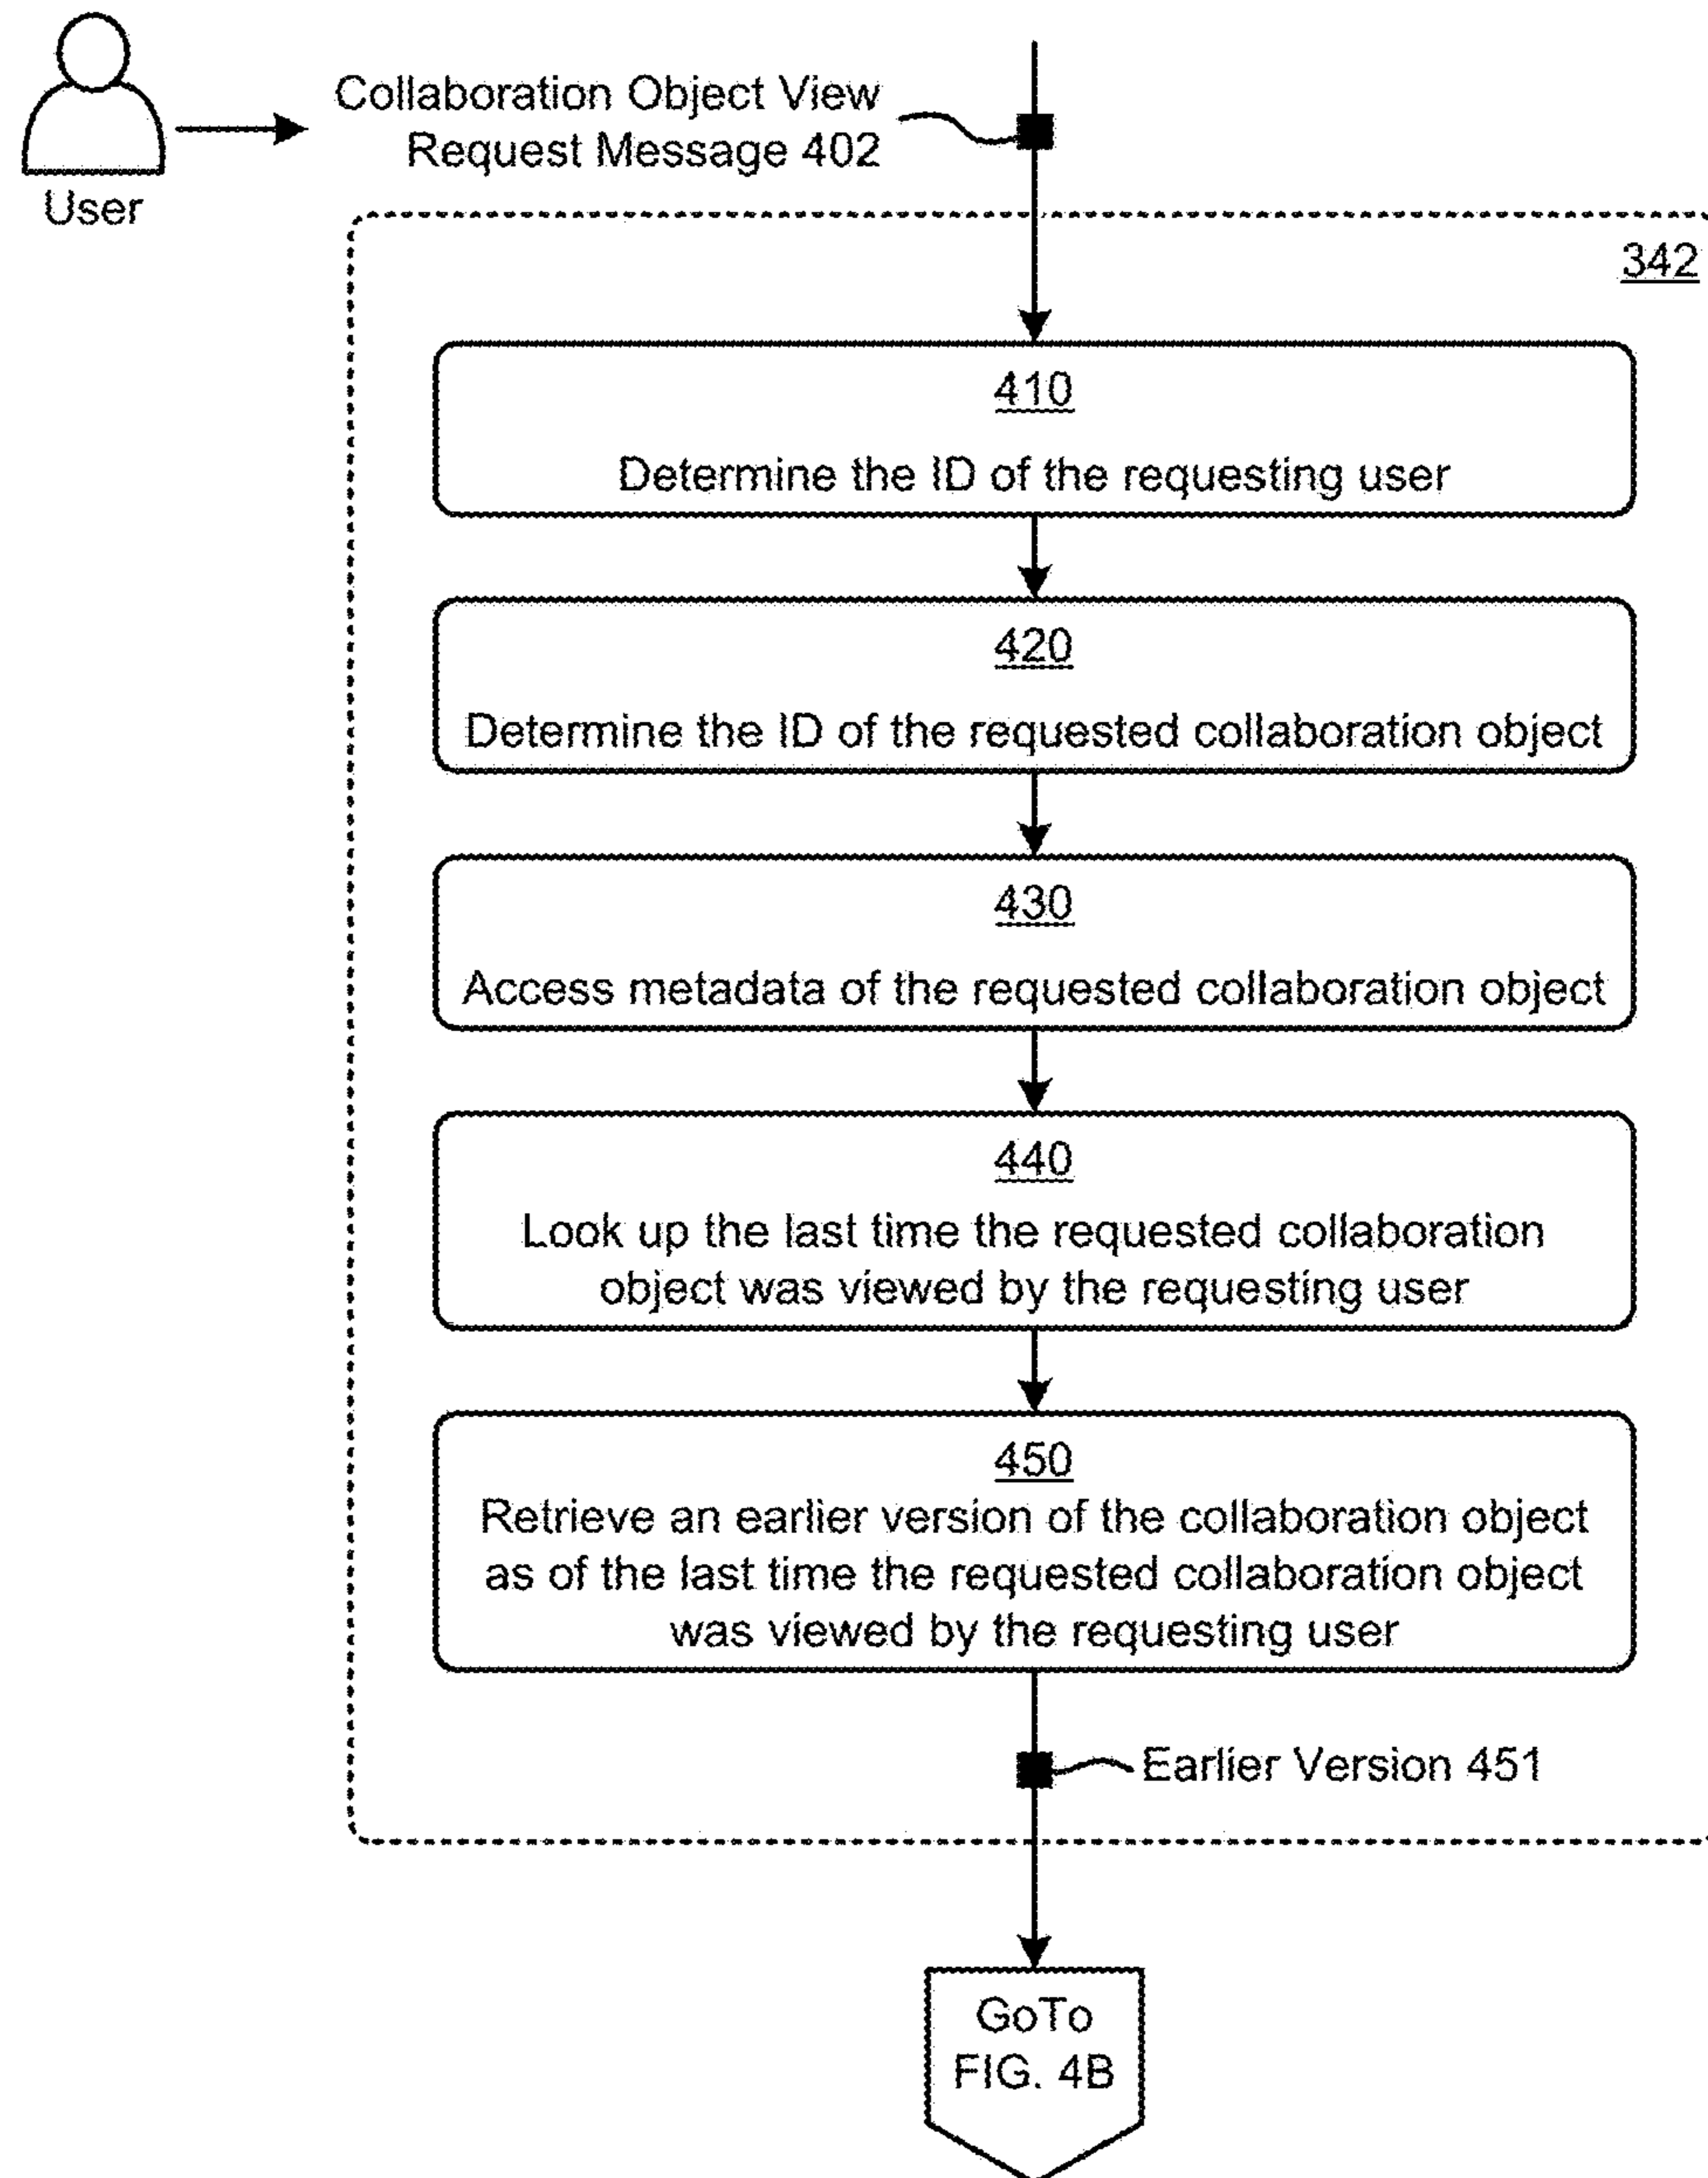 Collaboration Object View
Request Message 402
User
342
410
Determine the ID of the requesting user
420
Determine the ID of the requested collaboration object
430
Access metadata of the requested collaboration object
440
Look up the last time the requested collaboration
object was viewed by the requesting user
450
Retrieve an earlier version of the collaboration object
as of the last time the requested collaboration object
was viewed by the requesting user
Earlier Version 451
GoTo
FIG. 4B